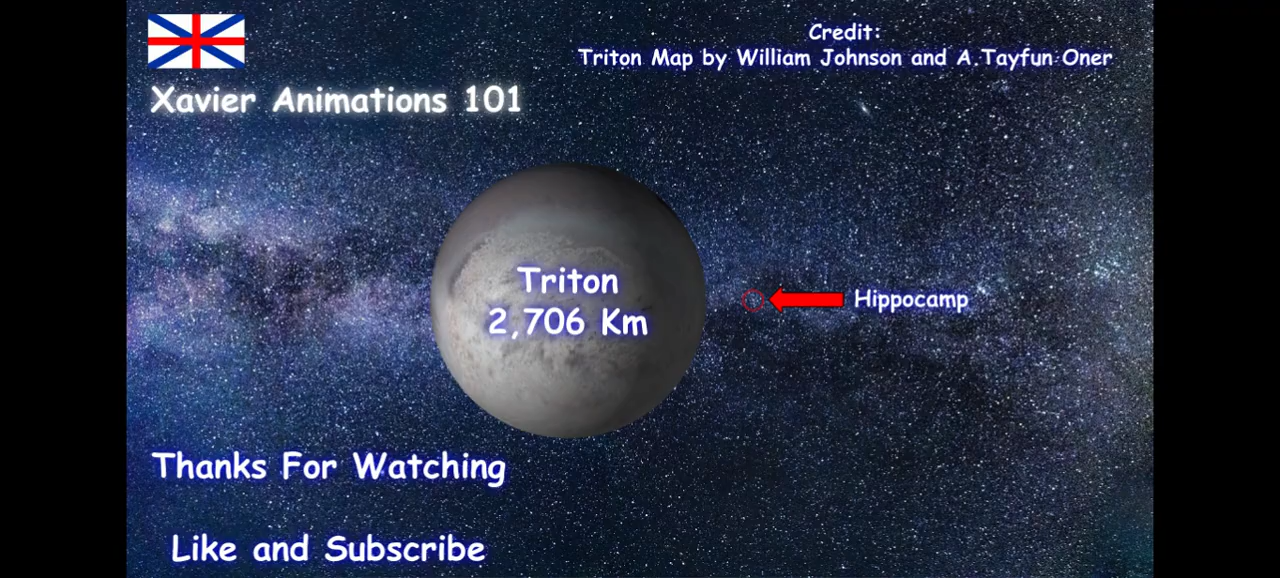 Credit:
Triton Map by William Johnson and A.Tayfun Oner
Xavier Animations 101
Triton
2,706 Km
Hippocamp
Thanks For Watching
Like and Subscribe